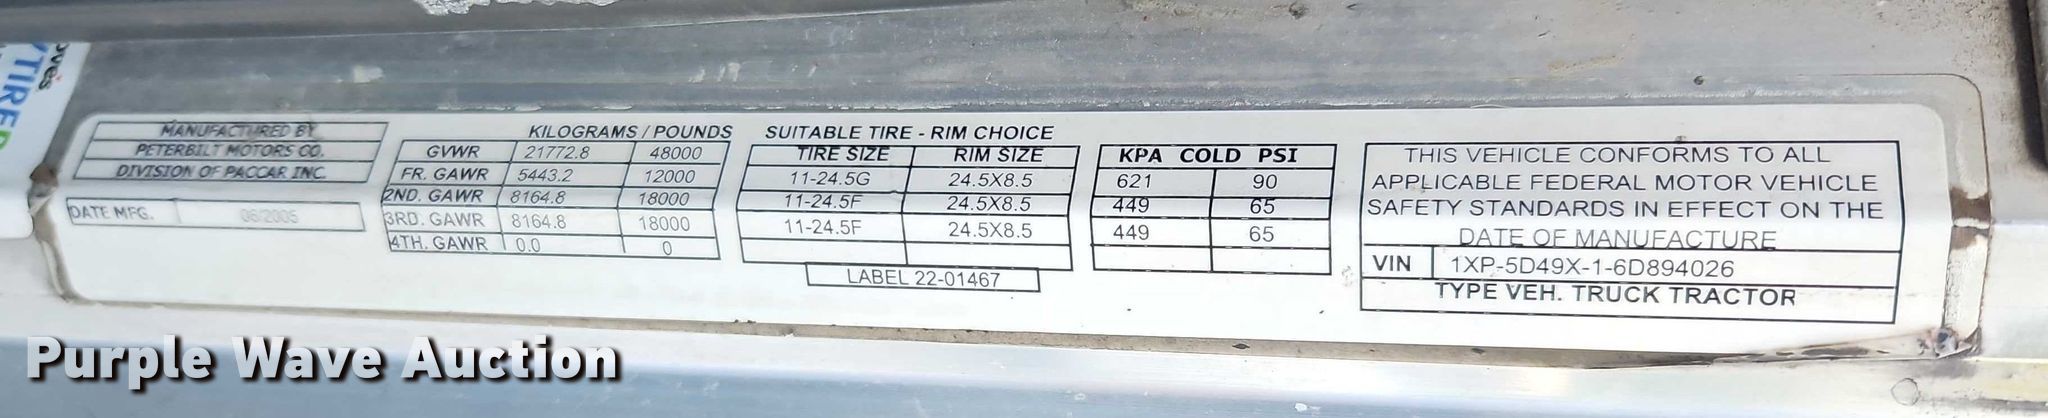 MANUFACTURED BY
PETERBILT MOTORS CO.
DIVISION OF PACCAR INC.
DATE MFG. 06/2005
KILOGRAMS / POUNDS
GVWR 21772.8 48000
FR. GAWR 5443.2 12000
2ND. GAWR 8164.8 18000
3RD. GAWR 8164.8 18000
4TH. GAWR 0.0 0
SUITABLE TIRE - RIM CHOICE
TIRE SIZE RIM SIZE
11-24.5G 24.5X8.5
11-24.5F 24.5X8.5
11-24.5F 24.5X8.5
LABEL 22-01467
KPA COLD PSI
621 90
449 65
449 65
THIS VEHICLE CONFORMS TO ALL
APPLICABLE FEDERAL MOTOR VEHICLE
SAFETY STANDARDS IN EFFECT ON THE
DATE OF MANUFACTURE
VIN 1XP-5D49X-1-6D894026
TYPE VEH. TRUCK TRACTOR
Purple Wave Auction